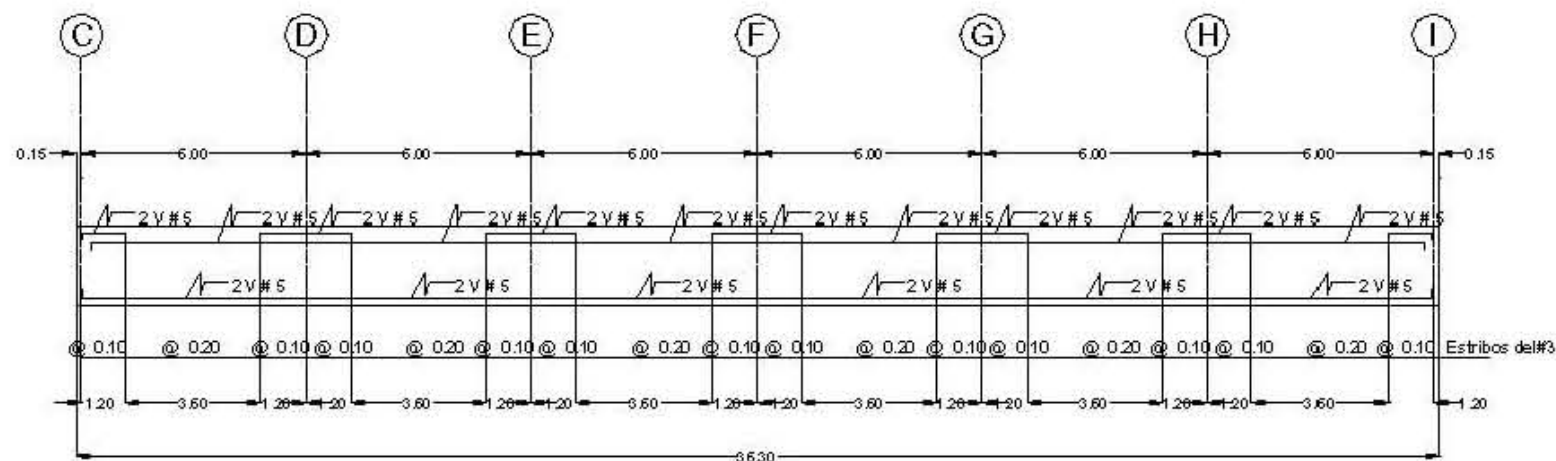 C D E F G H I
0.15 6.00 6.00 6.00 6.00 6.00 6.00 0.15
2 V # 5 2 V # 5 2 V # 5 2 V # 5 2 V # 5 2 V # 5 2 V # 5 2 V # 5 2 V # 5 2 V # 5 2 V # 5 2 V # 5
2 V # 5 2 V # 5 2 V # 5 2 V # 5 2 V # 5 2 V # 5
@ 0.10 @ 0.20 @ 0.10 @ 0.10 @ 0.20 @ 0.10 @ 0.10 @ 0.20 @ 0.10 @ 0.10 @ 0.20 @ 0.10 @ 0.10 @ 0.20 @ 0.10 @ 0.10 @ 0.20 @ 0.10 Estribos del#3
1.20 3.60 1.20 1.20 3.60 1.20 1.20 3.60 1.20 1.20 3.60 1.20 1.20 3.60 1.20 1.20 3.60 1.20
36.30